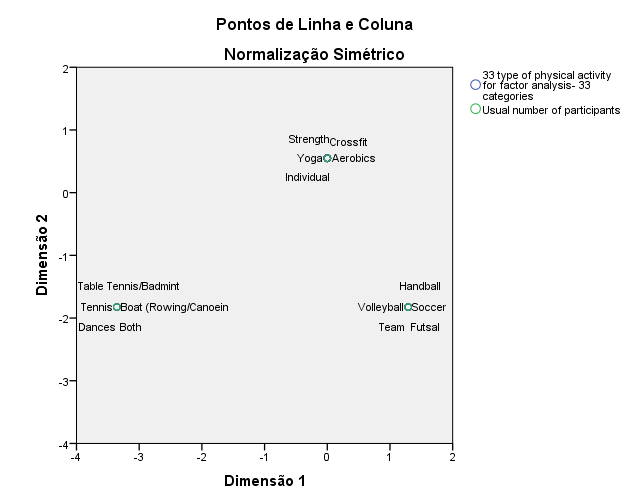 Pontos de Linha e Coluna
Normalização Simétrico
2
1
0
-1
-2
-3
-4
Dimensão 2
Strength Crossfit
Yoga Aerobics
Individual
Table Tennis/Badmint
Tennis Boat (Rowing/Canoein
Dances Both
Handball
Volleyball Soccer
Team Futsal
-4 -3 -2 -1 0 1 2
Dimensão 1
33 type of physical activity
for factor analysis- 33
categories
Usual number of participants